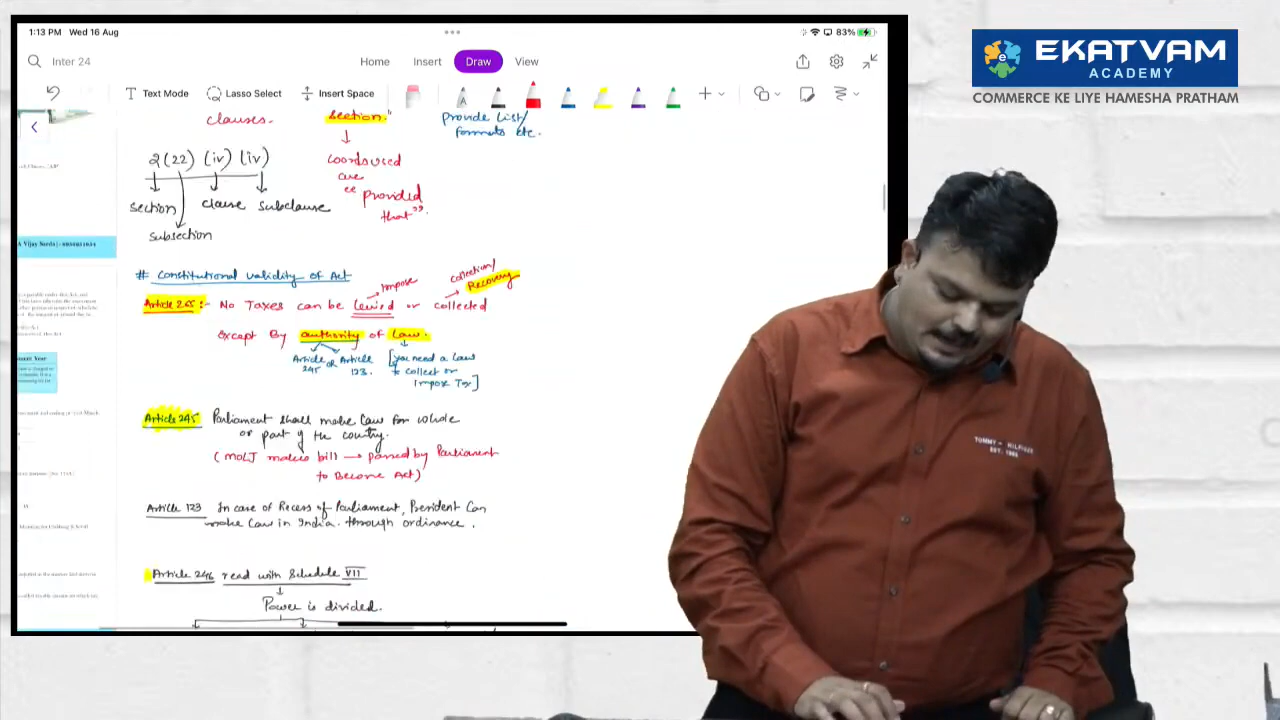 1:13 PM Wed 16 Aug
83%
Inter 24
Home Insert Draw View
Text Mode Lasso Select Insert Space
EKATVAM
ACADEMY
COMMERCE KE LIYE HAMESHA PRATHAM
clauses. section. provide List/
formats etc.
2(22) (iv) (iv)
words used
are
"provided
that".
section clause subclause
subsection
A Vijay Sarda
# Constitutional validity of Act
Article 265:- No Taxes can be levied or collected
Impose
collection/
Recovery
Except By authority of Law.
Article 245 or Article 123.
[you need a Law
to collect or
Impose Tax]
Article 245 Parliament shall make Law for whole
or part of the country.
(MOLJ makes bill → passed by Parliament
to Become Act)
Article 123 In case of Recess of Parliament, President Can
make Law in India. through ordinance.
Article 246 read with Schedule VII
Power is divided.
TOMMY HILFIGER
EST. 1985